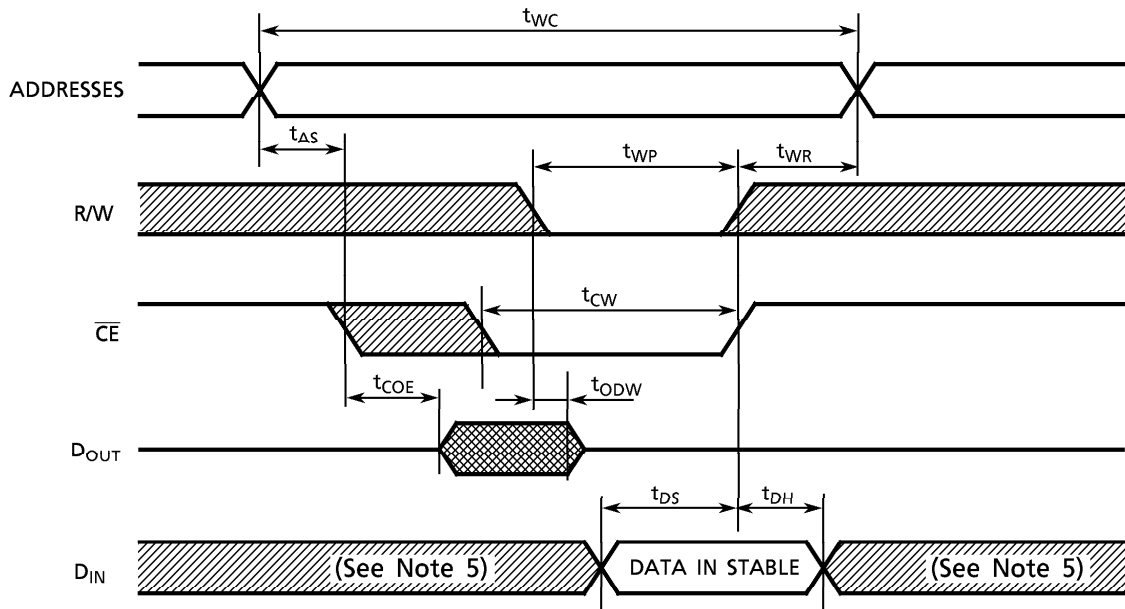 tWC
ADDRESSES
tAS
tWP
tWR
R/W
tCW
CE
tCOE
tODW
DOUT
tDS
tDH
DIN
(See Note 5)
DATA IN STABLE
(See Note 5)